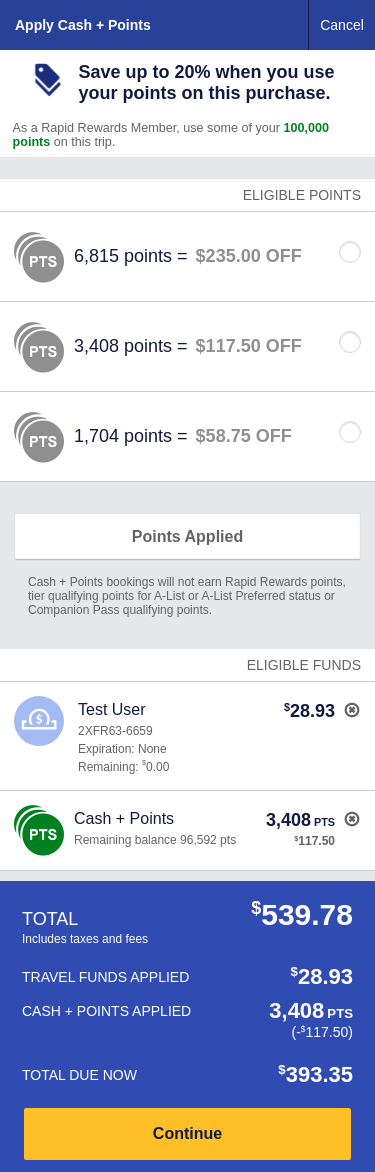 Apply Cash + Points
Cancel
Save up to 20% when you use
your points on this purchase.
As a Rapid Rewards Member, use some of your 100,000
points on this trip.
ELIGIBLE POINTS
PTS 6,815 points = $235.00 OFF
PTS 3,408 points = $117.50 OFF
PTS 1,704 points = $58.75 OFF
Points Applied
Cash + Points bookings will not earn Rapid Rewards points,
tier qualifying points for A-List or A-List Preferred status or
Companion Pass qualifying points.
ELIGIBLE FUNDS
$ Test User $28.93
2XFR63-6659
Expiration: None
Remaining: $0.00
PTS Cash + Points 3,408 PTS
Remaining balance 96,592 pts $117.50
TOTAL $539.78
Includes taxes and fees
TRAVEL FUNDS APPLIED $28.93
CASH + POINTS APPLIED 3,408 PTS
(-$117.50)
TOTAL DUE NOW $393.35
Continue